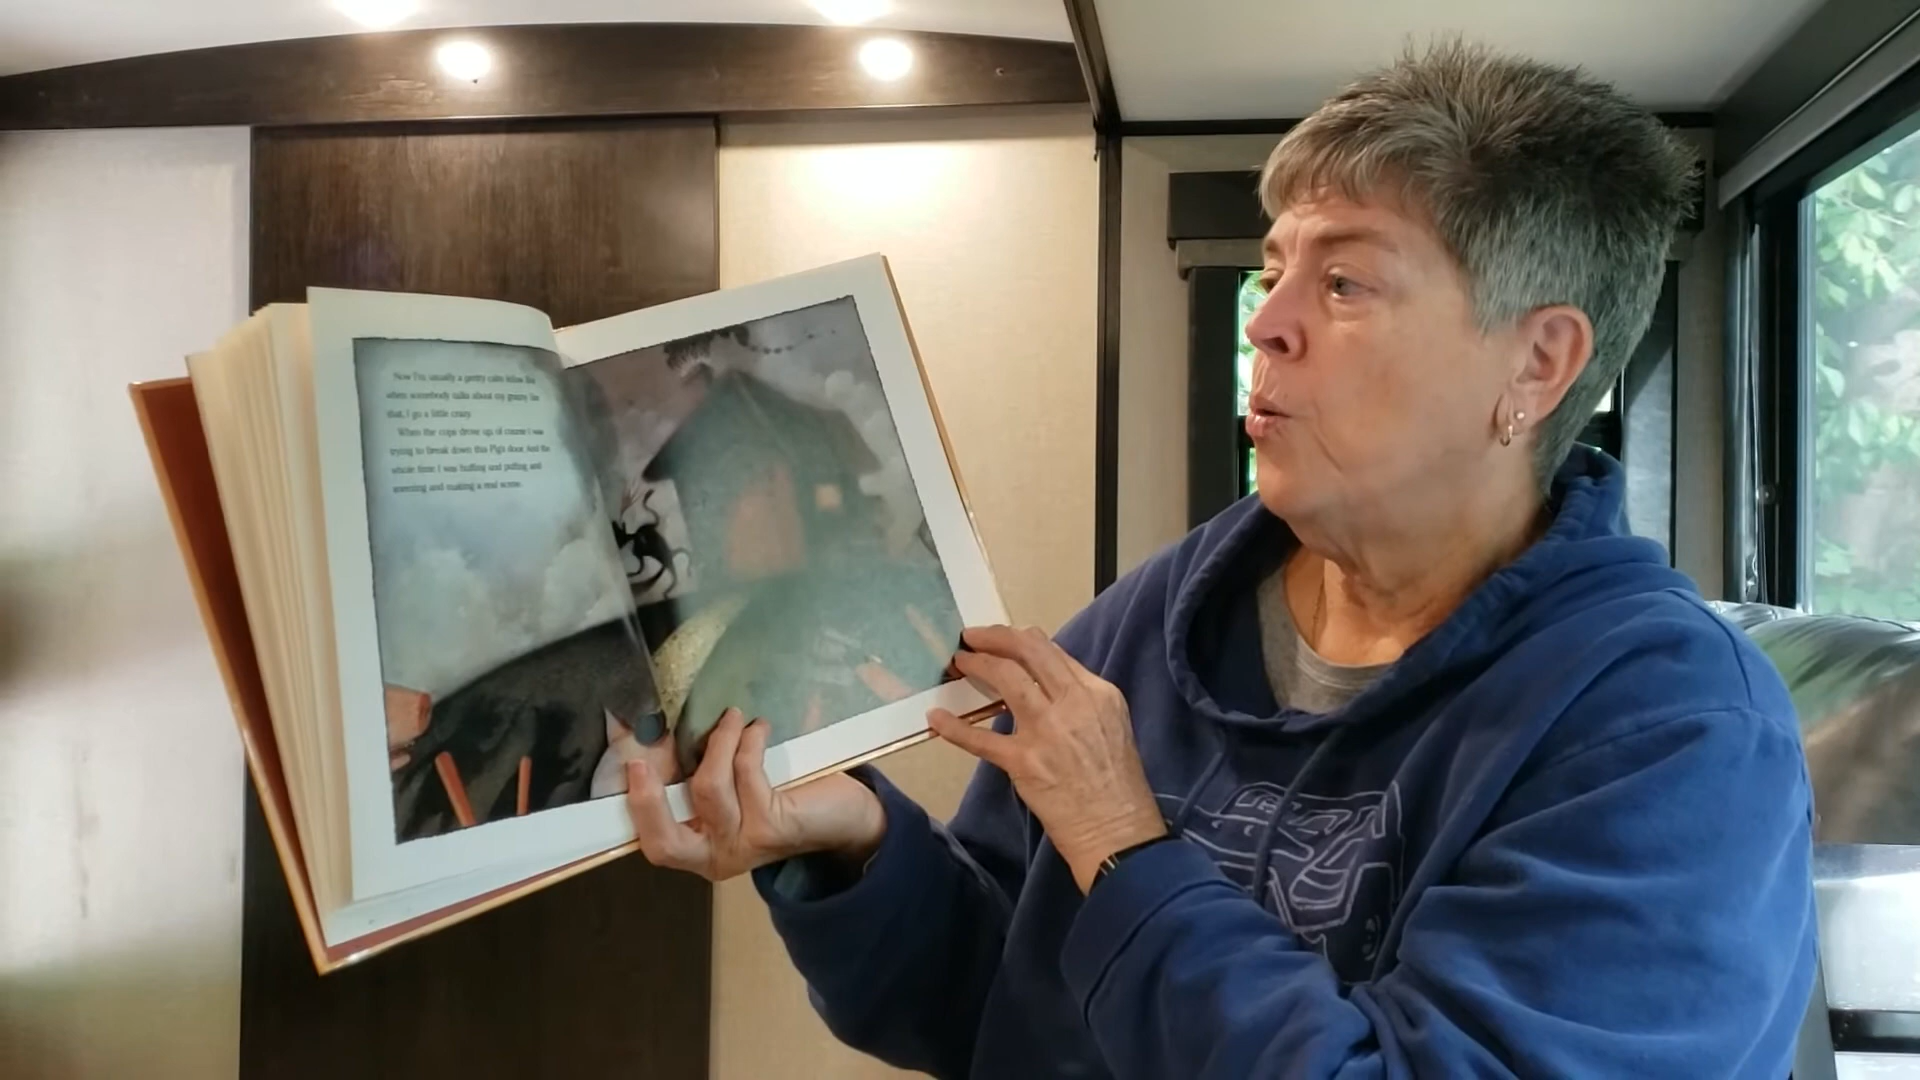 Now I'm usually a pretty calm fellow. But
when somebody talks about my granny like
that, I go a little crazy.
When the cops drove up, of course I was
trying to break down this Pig's door. And the
whole time I was huffing and puffing and
sneezing and making a real scene.